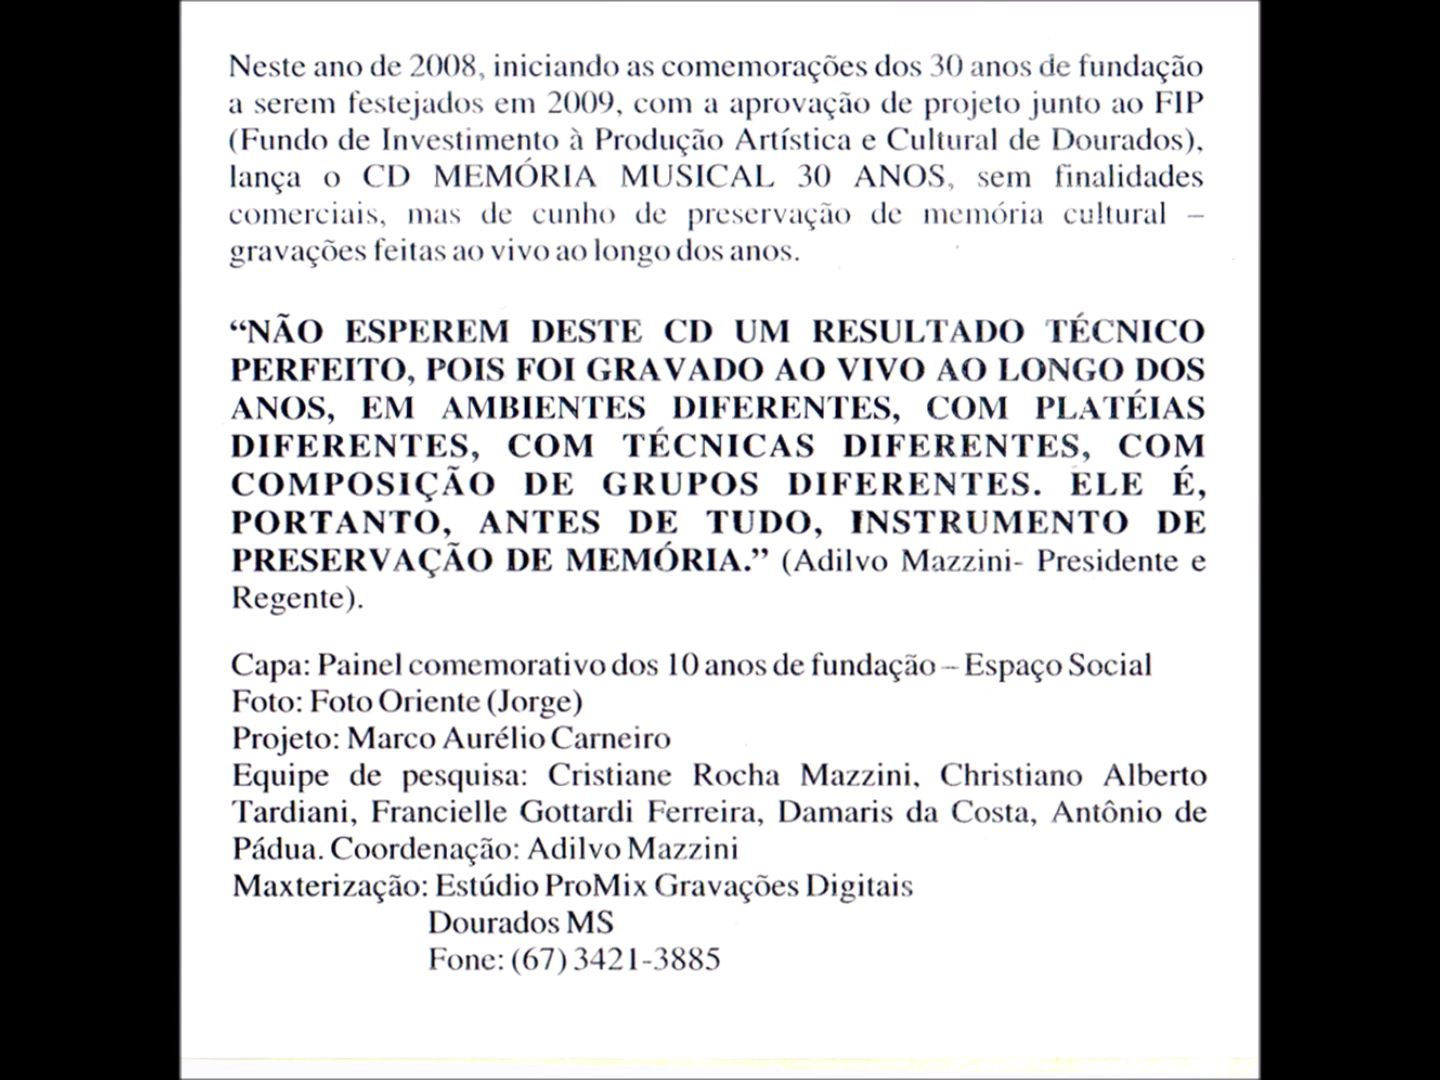 Neste ano de 2008, iniciando as comemorações dos 30 anos de fundação
a serem festejados em 2009, com a aprovação de projeto junto ao FIP
(Fundo de Investimento à Produção Artística e Cultural de Dourados),
lança o CD MEMÓRIA MUSICAL 30 ANOS, sem finalidades
comerciais, mas de cunho de preservação de memória cultural –
gravações feitas ao vivo ao longo dos anos.
“NÃO ESPEREM DESTE CD UM RESULTADO TÉCNICO
PERFEITO, POIS FOI GRAVADO AO VIVO AO LONGO DOS
ANOS, EM AMBIENTES DIFERENTES, COM PLATÉIAS
DIFERENTES, COM TÉCNICAS DIFERENTES, COM
COMPOSIÇÃO DE GRUPOS DIFERENTES. ELE É,
PORTANTO, ANTES DE TUDO, INSTRUMENTO DE
PRESERVAÇÃO DE MEMÓRIA.” (Adilvo Mazzini- Presidente e
Regente).
Capa: Painel comemorativo dos 10 anos de fundação – Espaço Social
Foto: Foto Oriente (Jorge)
Projeto: Marco Aurélio Carneiro
Equipe de pesquisa: Cristiane Rocha Mazzini, Christiano Alberto
Tardiani, Francielle Gottardi Ferreira, Damaris da Costa, Antônio de
Pádua. Coordenação: Adilvo Mazzini
Maxterização: Estúdio ProMix Gravações Digitais
Dourados MS
Fone: (67) 3421-3885